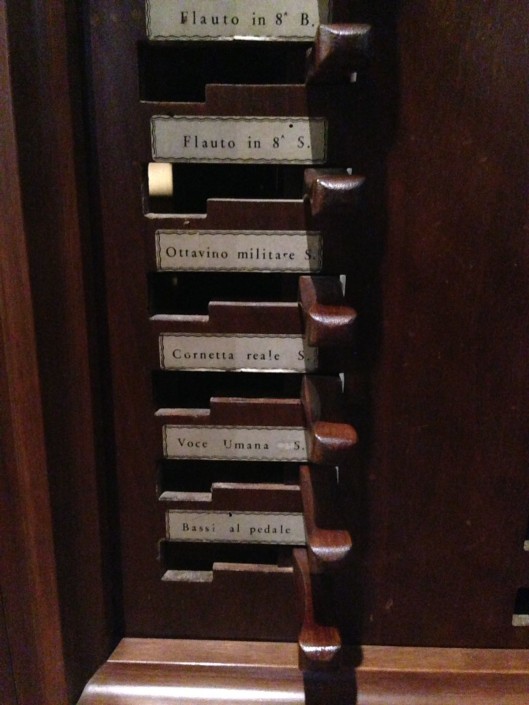 Flauto in 8ª B.
Flauto in 8ª S.
Ottavino militare S.
Cornetta reale S.
Voce Umana S.
Bassi al pedale